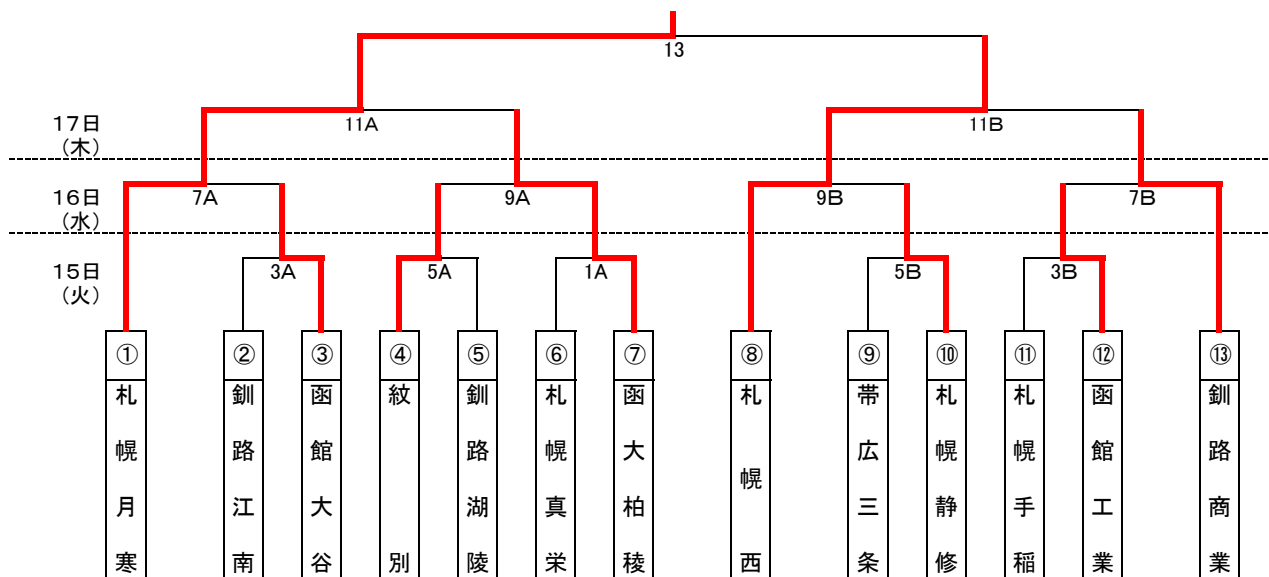 13
17日
(木)
11A
11B
16日
(水)
7A
9A
9B
7B
15日
(火)
3A
5A
1A
5B
3B
① ② ③ ④ ⑤ ⑥ ⑦ ⑧ ⑨ ⑩ ⑪ ⑫ ⑬
札幌月寒
釧路江南
函館大谷
紋別
釧路湖陵
札幌真栄
函大柏稜
札幌西
帯広三条
札幌静修
札幌手稲
函館工業
釧路商業